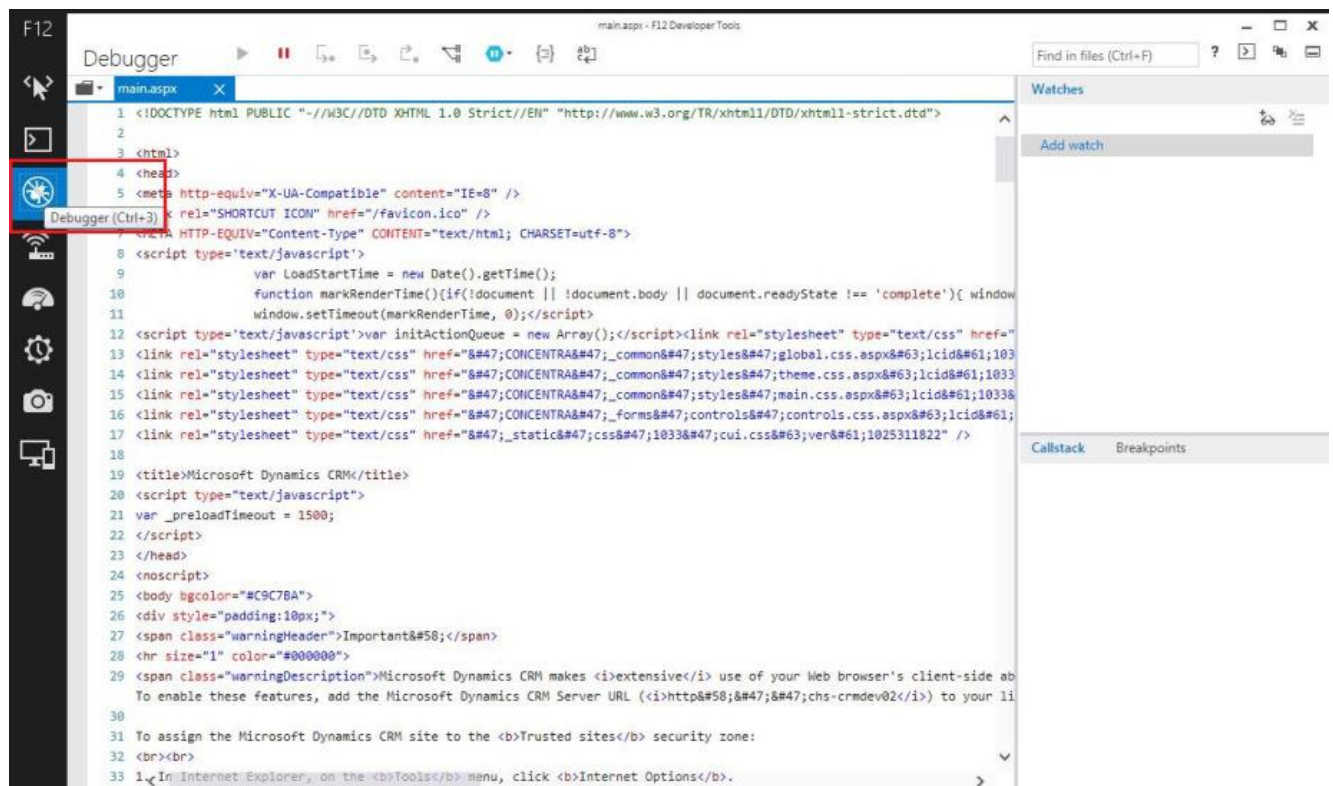 F12
main.aspx - F12 Developer Tools
Debugger
Find in files (Ctrl+F)
?
main.aspx
Watches
Add watch
Debugger (Ctrl+3)
1 <!DOCTYPE html PUBLIC "-//W3C//DTD XHTML 1.0 Strict//EN" "http://www.w3.org/TR/xhtml1/DTD/xhtml1-strict.dtd">
2
3 <html>
4 <head>
5 <meta http-equiv="X-UA-Compatible" content="IE=8" />
rel="SHORTCUT ICON" href="/favicon.ico" />
7 <META HTTP-EQUIV="Content-Type" CONTENT="text/html; CHARSET=utf-8">
8 <script type='text/javascript'>
9 var LoadStartTime = new Date().getTime();
10 function markRenderTime(){if(!document || !document.body || document.readyState !== 'complete'){ window
11 window.setTimeout(markRenderTime, 0);</script>
12 <script type='text/javascript'>var initActionQueue = new Array();</script><link rel="stylesheet" type="text/css" href="
13 <link rel="stylesheet" type="text/css" href="&#47;CONCENTRA&#47;_common&#47;styles&#47;global.css.aspx&#63;lcid&#61;103
14 <link rel="stylesheet" type="text/css" href="&#47;CONCENTRA&#47;_common&#47;styles&#47;theme.css.aspx&#63;lcid&#61;1033
15 <link rel="stylesheet" type="text/css" href="&#47;CONCENTRA&#47;_common&#47;styles&#47;main.css.aspx&#63;lcid&#61;1033&
16 <link rel="stylesheet" type="text/css" href="&#47;CONCENTRA&#47;_forms&#47;controls&#47;controls.css.aspx&#63;lcid&#61;
17 <link rel="stylesheet" type="text/css" href="&#47;_static&#47;css&#47;1033&#47;cui.css&#63;ver&#61;1025311822" />
18
19 <title>Microsoft Dynamics CRM</title>
20 <script type="text/javascript">
21 var _preloadTimeout = 1500;
22 </script>
23 </head>
24 <noscript>
25 <body bgcolor="#C9C7BA">
26 <div style="padding:10px;">
27 <span class="warningHeader">Important&#58;</span>
28 <hr size="1" color="#000000">
29 <span class="warningDescription">Microsoft Dynamics CRM makes <i>extensive</i> use of your Web browser's client-side ab
To enable these features, add the Microsoft Dynamics CRM Server URL (<i>http&#58;&#47;&#47;chs-crmdev02</i>) to your li
30
31 To assign the Microsoft Dynamics CRM site to the <b>Trusted sites</b> security zone:
32 <br><br>
33 1. In Internet Explorer, on the <b>Tools</b> menu, click <b>Internet Options</b>.
Callstack Breakpoints